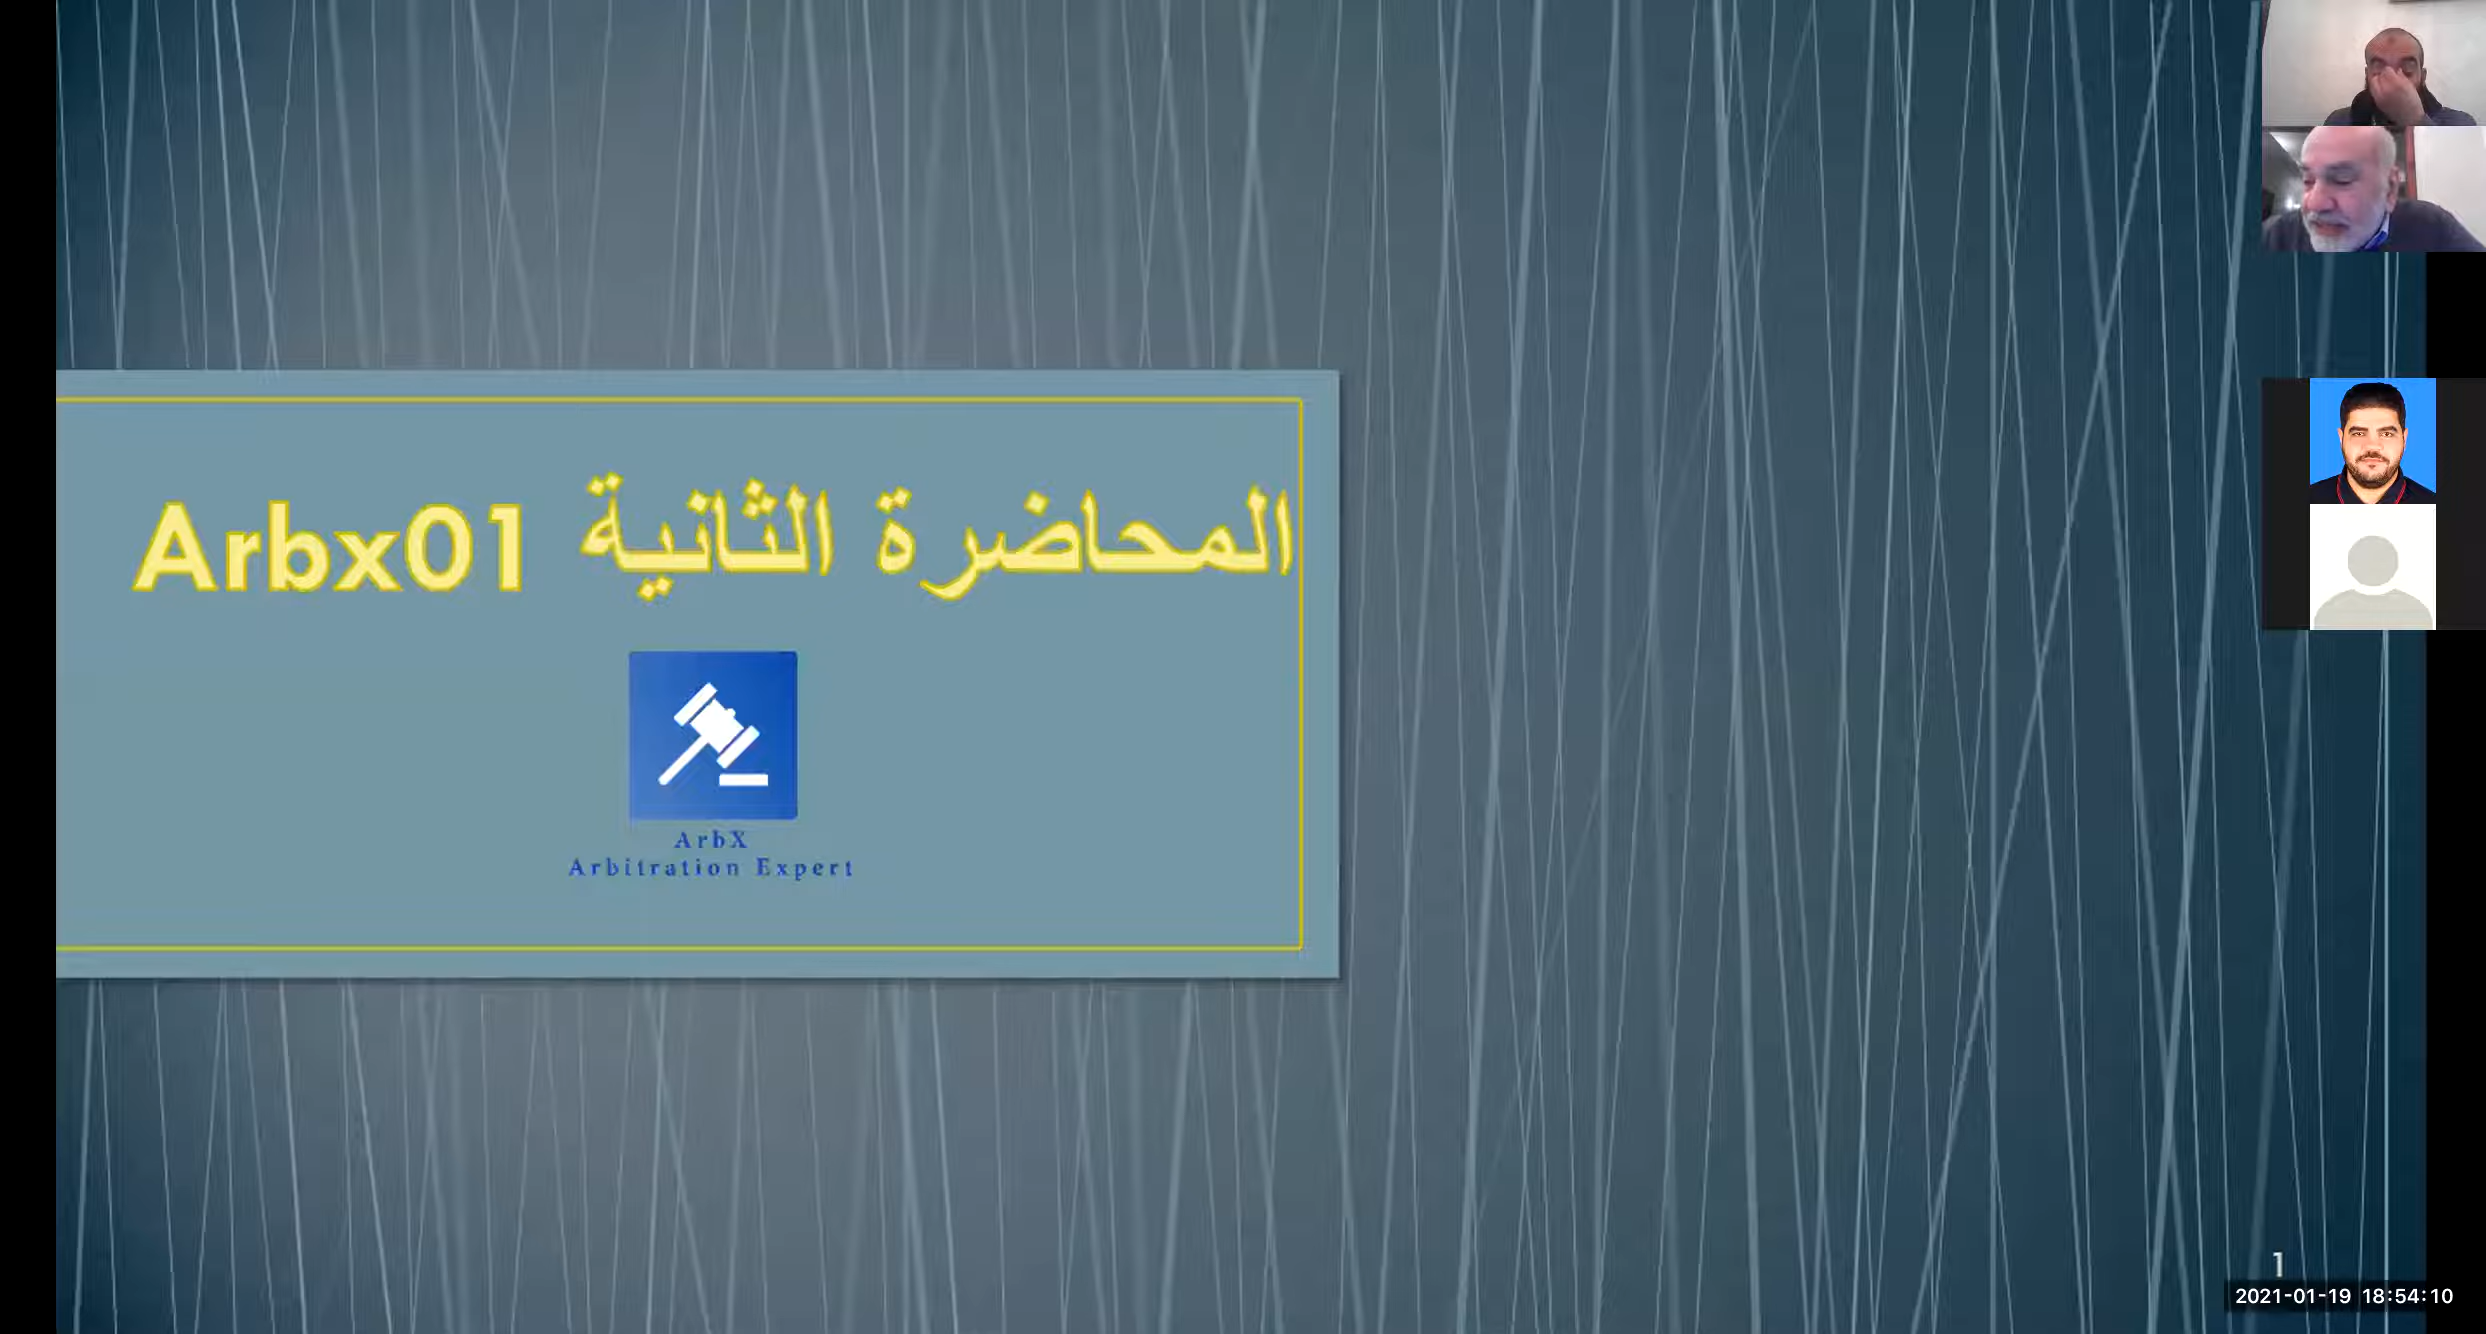 المحاضرة الثانية Arbx01
ArbX
Arbitration Expert
1
2021-01-19 18:54:10